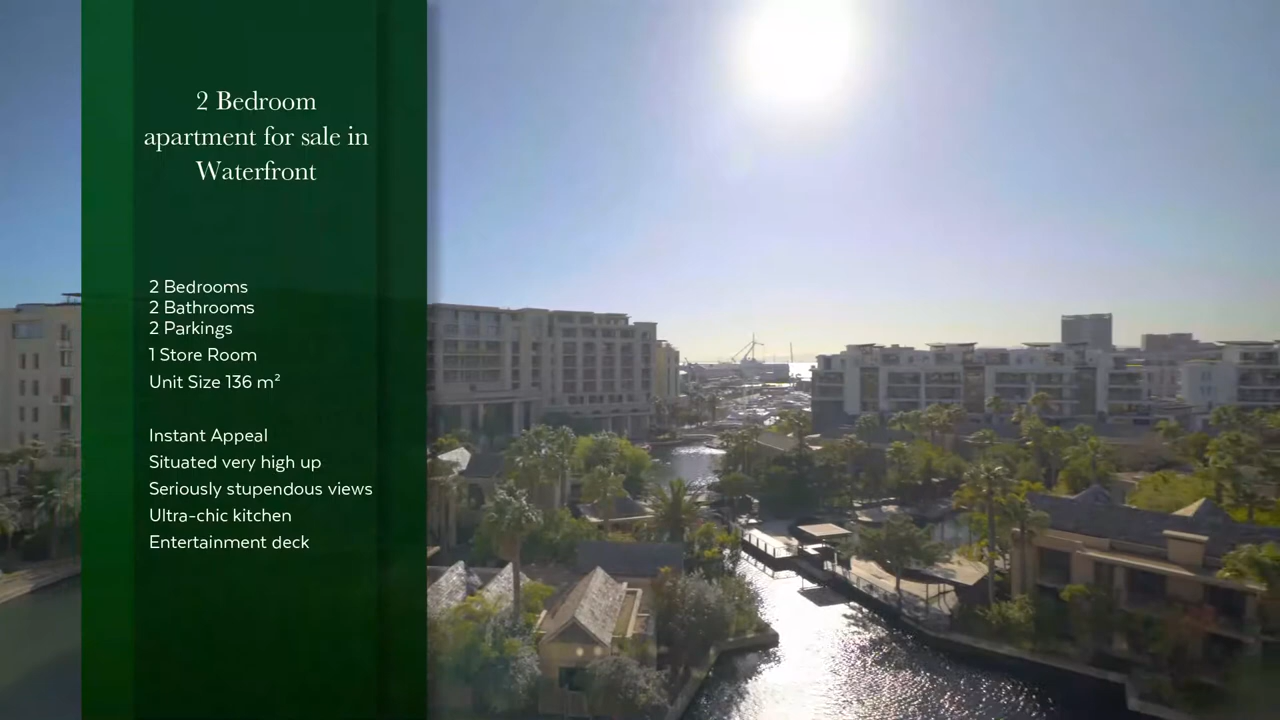 2 Bedroom
apartment for sale in
Waterfront
2 Bedrooms
2 Bathrooms
2 Parkings
1 Store Room
Unit Size 136 m²
Instant Appeal
Situated very high up
Seriously stupendous views
Ultra-chic kitchen
Entertainment deck